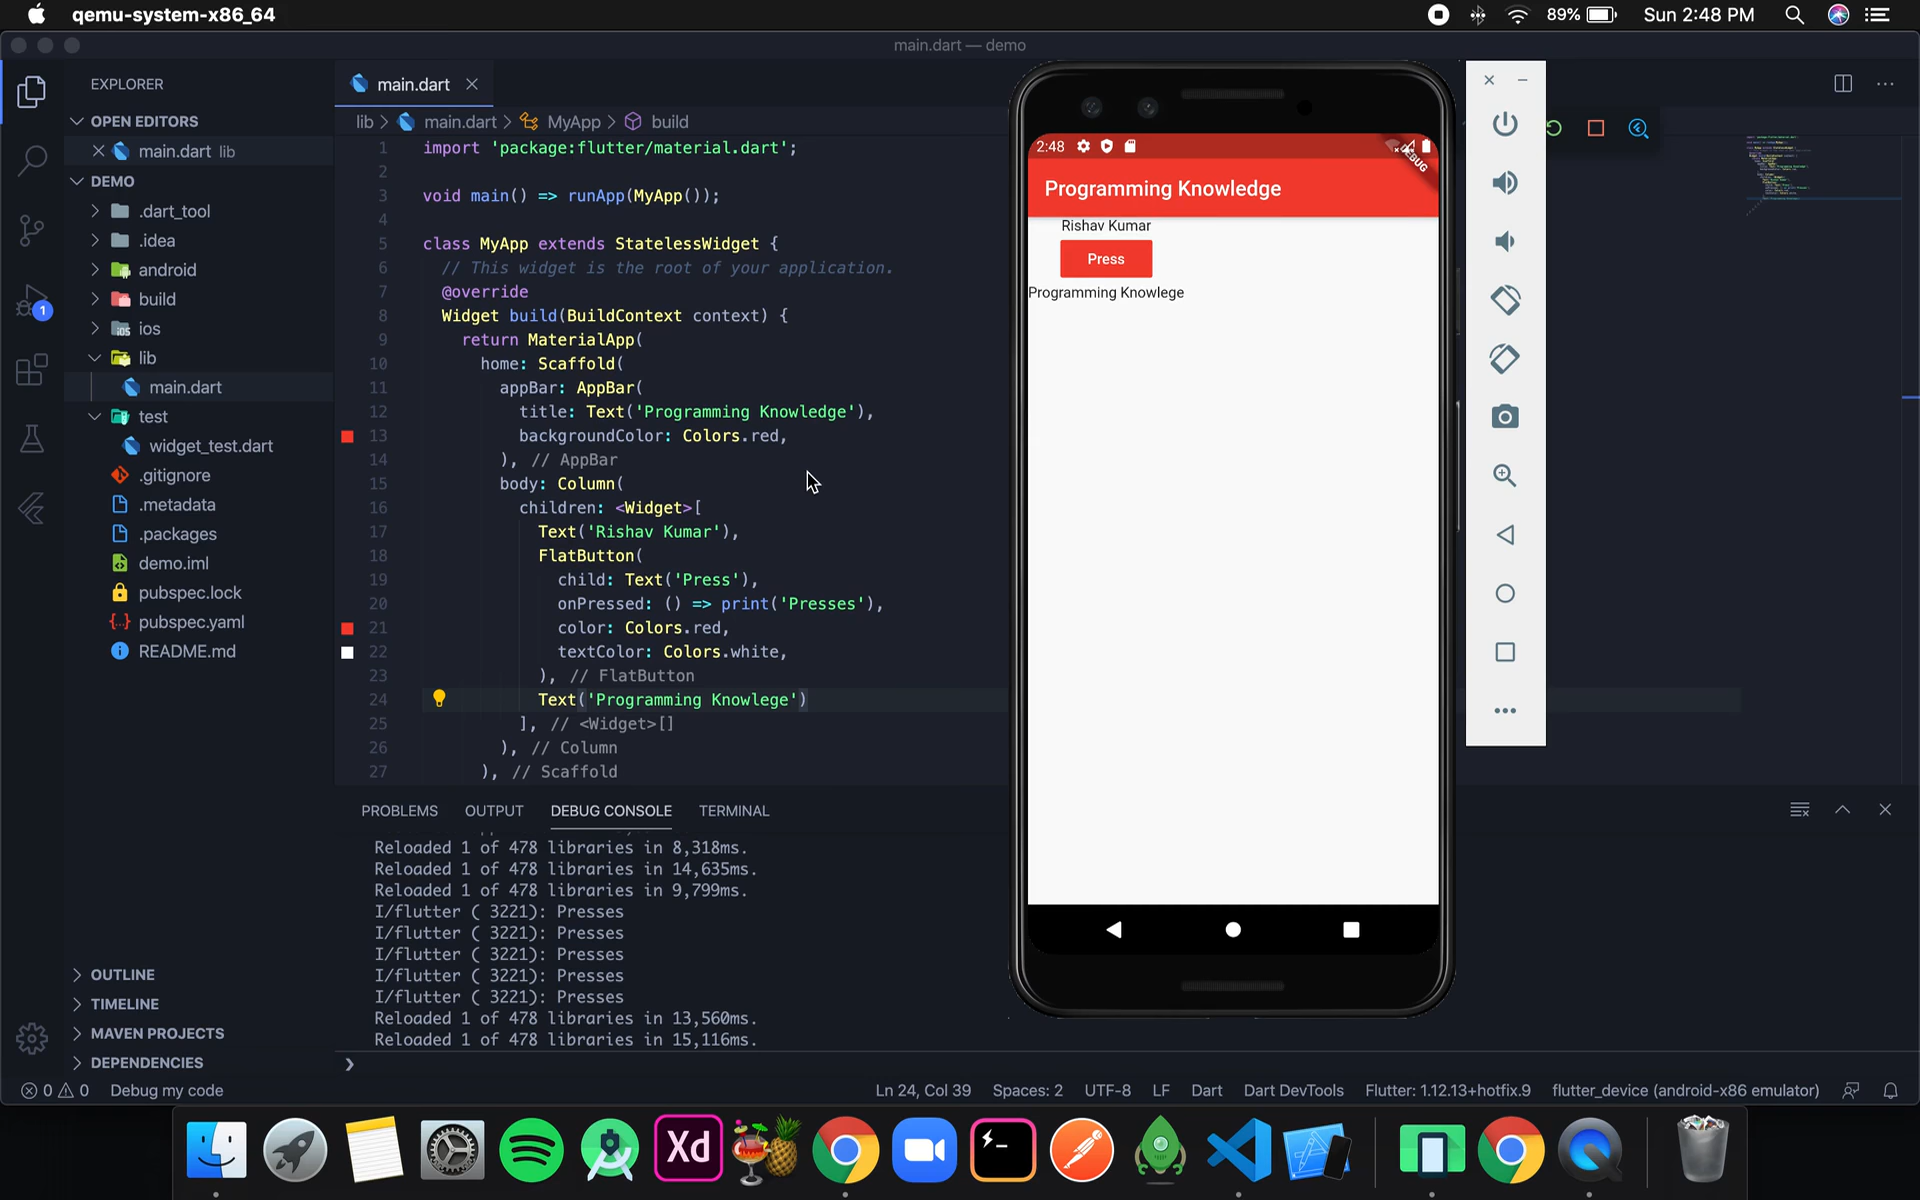 qemu-system-x86_64
89%
Sun 2:48 PM
main.dart — demo
EXPLORER
OPEN EDITORS
main.dart lib
DEMO
.dart_tool
.idea
android
build
ios
lib
main.dart
test
widget_test.dart
.gitignore
.metadata
.packages
demo.iml
pubspec.lock
pubspec.yaml
README.md
OUTLINE
TIMELINE
MAVEN PROJECTS
DEPENDENCIES
1
main.dart
lib > main.dart > MyApp > build
1 import 'package:flutter/material.dart';
2
3 void main() => runApp(MyApp());
4
5 class MyApp extends StatelessWidget {
6 // This widget is the root of your application.
7 @override
8 Widget build(BuildContext context) {
9 return MaterialApp(
10 home: Scaffold(
11 appBar: AppBar(
12 title: Text('Programming Knowledge'),
13 backgroundColor: Colors.red,
14 ), // AppBar
15 body: Column(
16 children: <Widget>[
17 Text('Rishav Kumar'),
18 FlatButton(
19 child: Text('Press'),
20 onPressed: () => print('Presses'),
21 color: Colors.red,
22 textColor: Colors.white,
23 ), // FlatButton
24 Text('Programming Knowlege')
25 ], // <Widget>[]
26 ), // Column
27 ), // Scaffold
PROBLEMS OUTPUT DEBUG CONSOLE TERMINAL
Reloaded 1 of 478 libraries in 8,318ms.
Reloaded 1 of 478 libraries in 14,635ms.
Reloaded 1 of 478 libraries in 9,799ms.
I/flutter ( 3221): Presses
I/flutter ( 3221): Presses
I/flutter ( 3221): Presses
I/flutter ( 3221): Presses
I/flutter ( 3221): Presses
Reloaded 1 of 478 libraries in 13,560ms.
Reloaded 1 of 478 libraries in 15,116ms.
2:48
Programming Knowledge
Rishav Kumar
Press
Programming Knowlege
0 0 Debug my code
Ln 24, Col 39
Spaces: 2
UTF-8
LF
Dart
Dart DevTools
Flutter: 1.12.13+hotfix.9
flutter_device (android-x86 emulator)
Xd